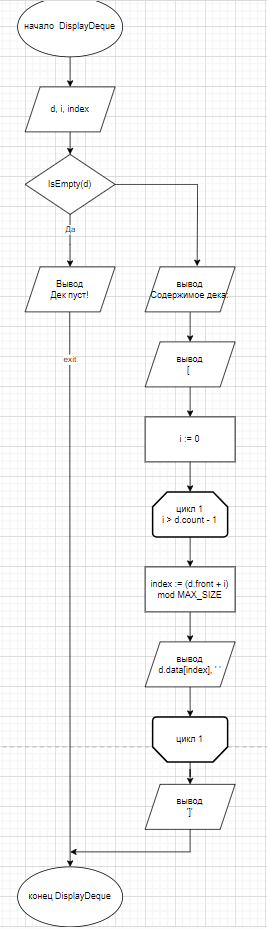 начало DisplayDeque
d, i, index
IsEmpty(d)
Да
Вывод
Дек пуст!
exit
вывод
Содержимое дека:
вывод
[
i := 0
цикл 1
i > d.count - 1
index := (d.front + i)
mod MAX_SIZE
вывод
d.data[index], ' '
цикл 1
вывод
']'
конец DisplayDeque